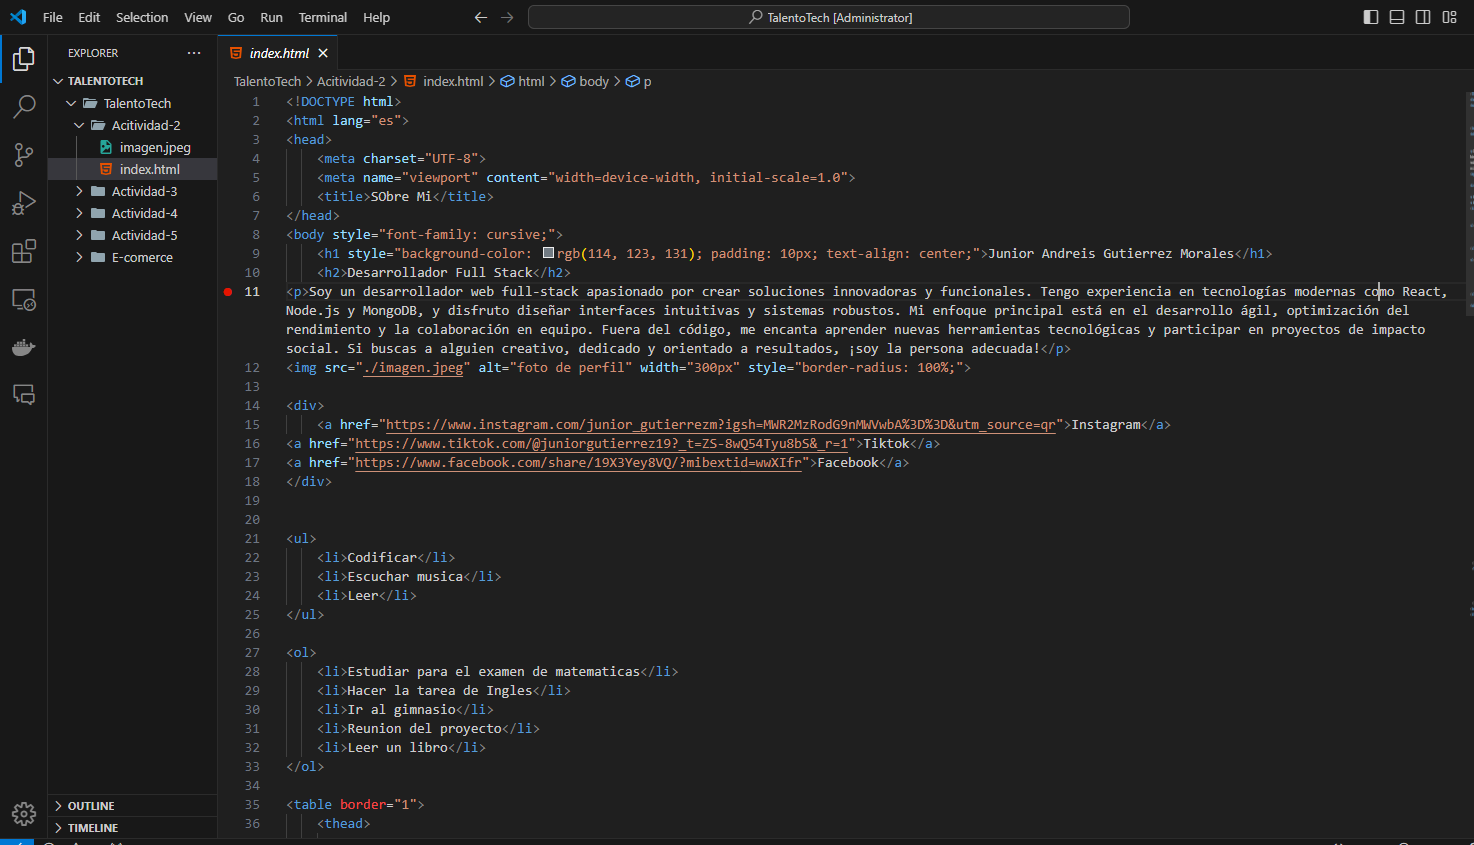 File Edit Selection View Go Run Terminal Help
TalentoTech [Administrator]
EXPLORER
index.html
TALENTOTECH
TalentoTech
Acitividad-2
imagen.jpeg
index.html
Actividad-3
Actividad-4
Actividad-5
E-comerce
OUTLINE
TIMELINE
TalentoTech > Acitividad-2 > index.html > html > body > p
1 <!DOCTYPE html>
2 <html lang="es">
3 <head>
4 <meta charset="UTF-8">
5 <meta name="viewport" content="width=device-width, initial-scale=1.0">
6 <title>SObre Mi</title>
7 </head>
8 <body style="font-family: cursive;">
9 <h1 style="background-color: rgb(114, 123, 131); padding: 10px; text-align: center;">Junior Andreis Gutierrez Morales</h1>
10 <h2>Desarrollador Full Stack</h2>
11 <p>Soy un desarrollador web full-stack apasionado por crear soluciones innovadoras y funcionales. Tengo experiencia en tecnologías modernas como React,
Node.js y MongoDB, y disfruto diseñar interfaces intuitivas y sistemas robustos. Mi enfoque principal está en el desarrollo ágil, optimización del
rendimiento y la colaboración en equipo. Fuera del código, me encanta aprender nuevas herramientas tecnológicas y participar en proyectos de impacto
social. Si buscas a alguien creativo, dedicado y orientado a resultados, ¡soy la persona adecuada!</p>
12 <img src="./imagen.jpeg" alt="foto de perfil" width="300px" style="border-radius: 100%;">
13
14 <div>
15 <a href="https://www.instagram.com/junior_gutierrezm?igsh=MWR2MzRodG9nMWVwbA%3D%3D&utm_source=qr">Instagram</a>
16 <a href="https://www.tiktok.com/@juniorgutierrez19?_t=ZS-8wQ54Tyu8bS&_r=1">Tiktok</a>
17 <a href="https://www.facebook.com/share/19X3Yey8VQ/?mibextid=wwXIfr">Facebook</a>
18 </div>
19
20
21 <ul>
22 <li>Codificar</li>
23 <li>Escuchar musica</li>
24 <li>Leer</li>
25 </ul>
26
27 <ol>
28 <li>Estudiar para el examen de matematicas</li>
29 <li>Hacer la tarea de Ingles</li>
30 <li>Ir al gimnasio</li>
31 <li>Reunion del proyecto</li>
32 <li>Leer un libro</li>
33 </ol>
34
35 <table border="1">
36 <thead>